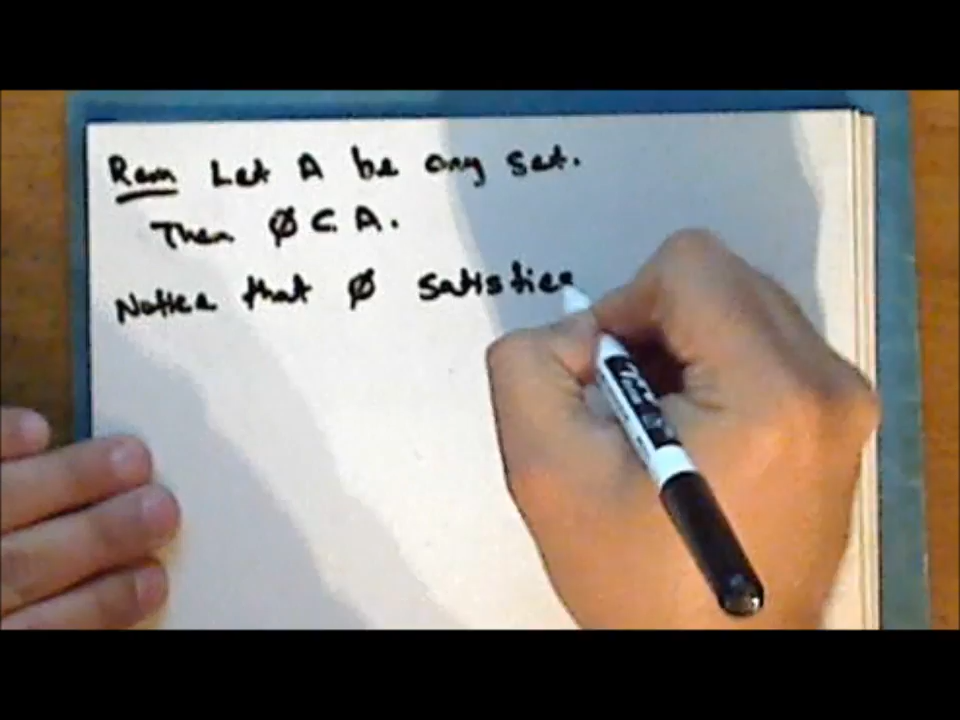 Rem Let A be any set.
Then Ø ⊂ A.
Notice that Ø satisfies